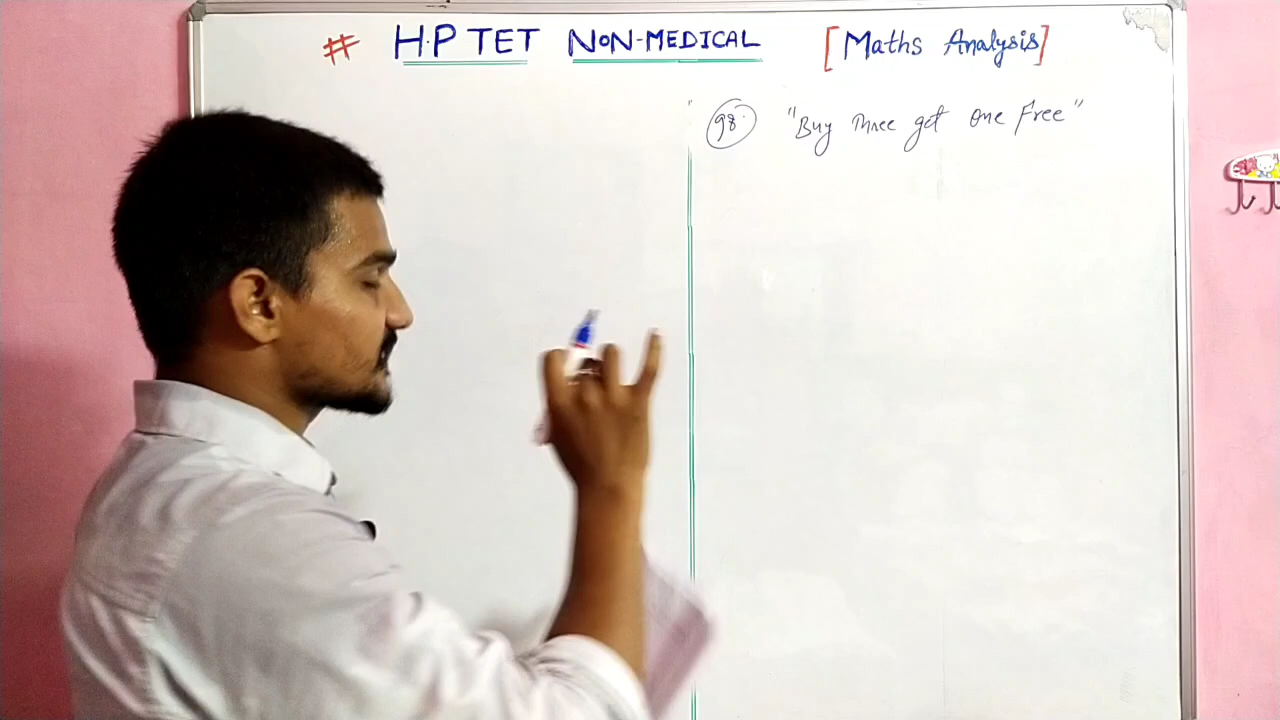 # H.P TET NON-MEDICAL [Maths Analysis]
98. "Buy Three get one Free"